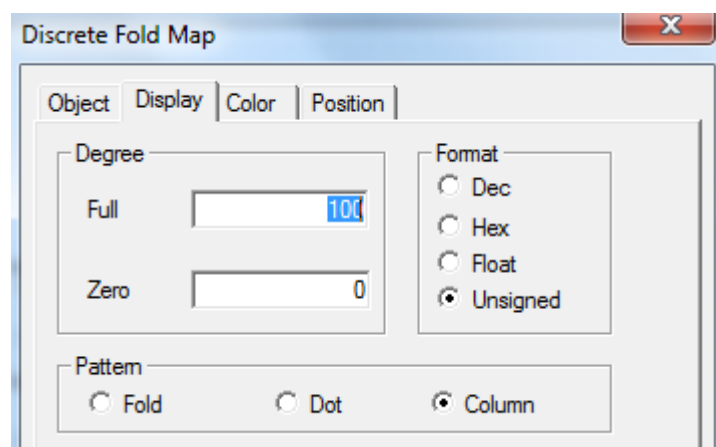 Discrete Fold Map
Object Display Color Position
Degree
Full 100
Zero 0
Format
Dec
Hex
Float
Unsigned
Pattern
Fold Dot Column